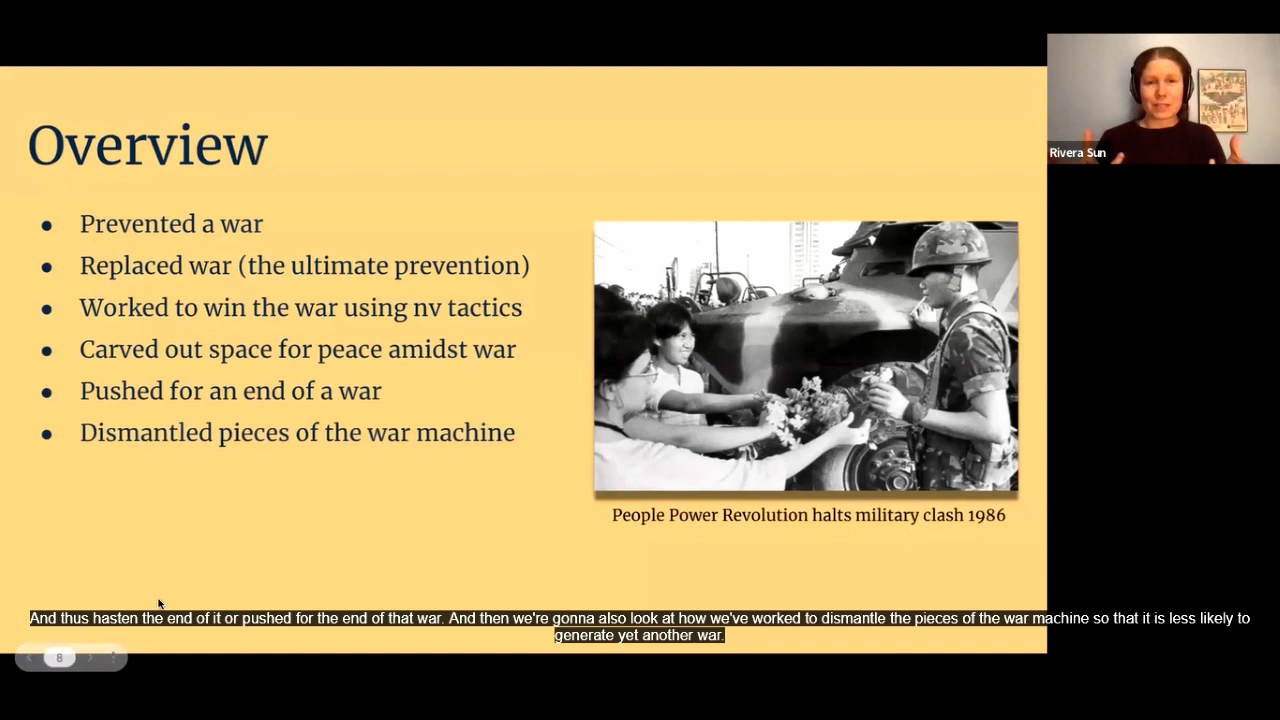 Overview
Prevented a war
Replaced war (the ultimate prevention)
Worked to win the war using nv tactics
Carved out space for peace amidst war
Pushed for an end of a war
Dismantled pieces of the war machine
People Power Revolution halts military clash 1986
Rivera Sun
And thus hasten the end of it or pushed for the end of that war. And then we're gonna also look at how we've worked to dismantle the pieces of the war machine so that it is less likely to
generate yet another war.
8